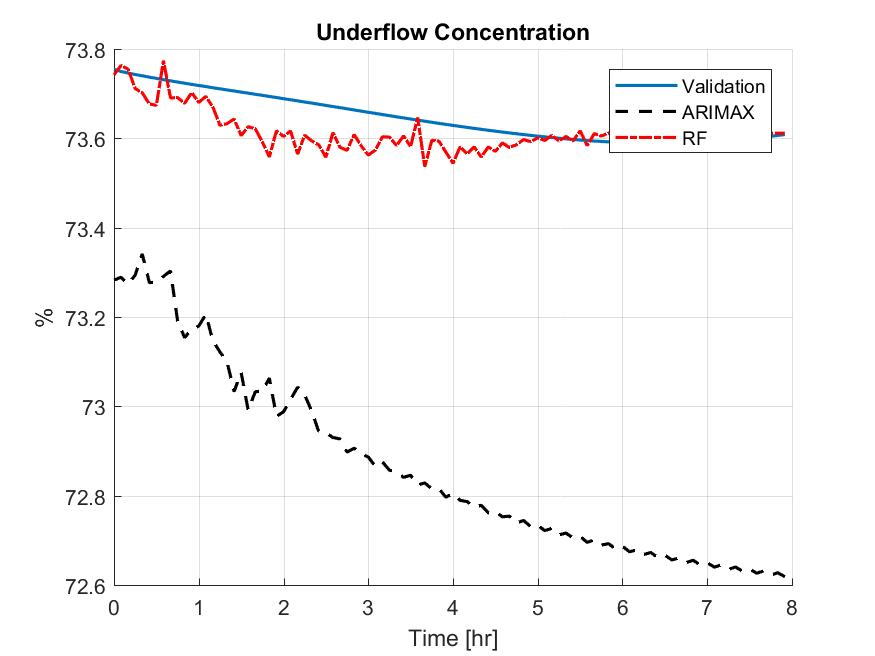 Underflow Concentration
73.8
73.6
73.4
73.2
73
72.8
72.6
%
Validation
ARIMAX
RF
0 1 2 3 4 5 6 7 8
Time [hr]